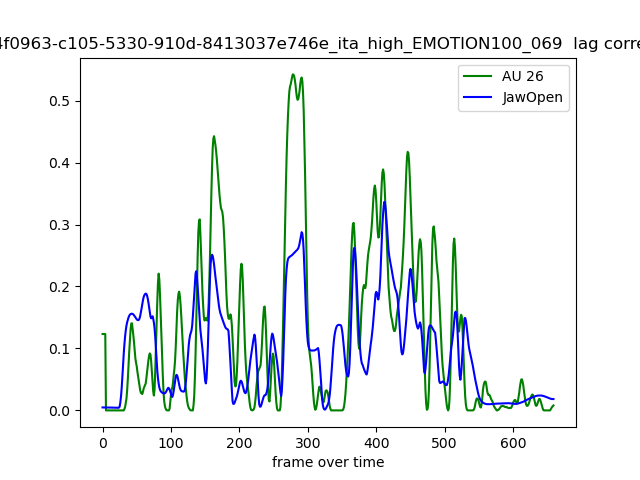 4f0963-c105-5330-910d-8413037e746e_ita_high_EMOTION100_069 lag corre
AU 26
JawOpen
0.5
0.4
0.3
0.2
0.1
0.0
0 100 200 300 400 500 600
frame over time